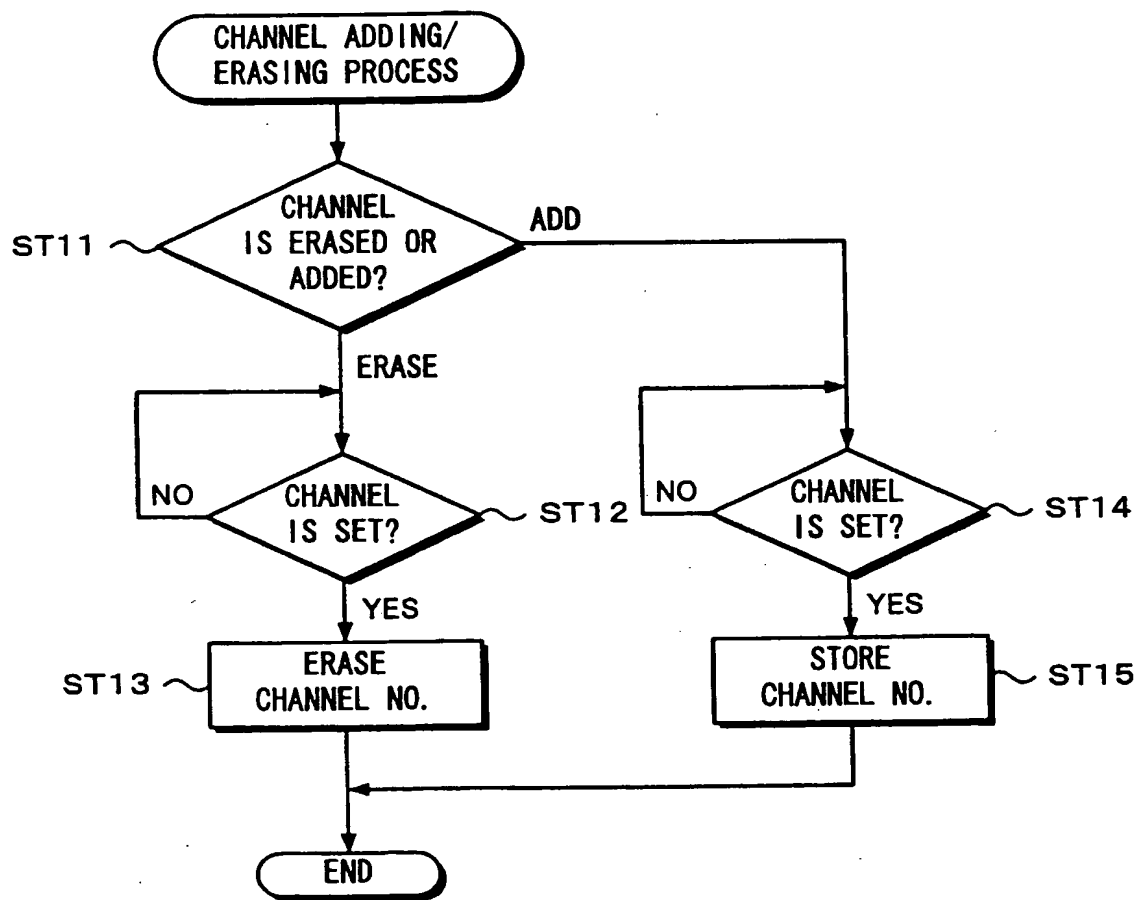 CHANNEL ADDING/
ERASING PROCESS
CHANNEL
IS ERASED OR
ADDED?
ST11
ADD
ERASE
CHANNEL
IS SET?
NO
ST12
YES
ERASE
CHANNEL NO.
ST13
CHANNEL
IS SET?
NO
ST14
YES
STORE
CHANNEL NO.
ST15
END